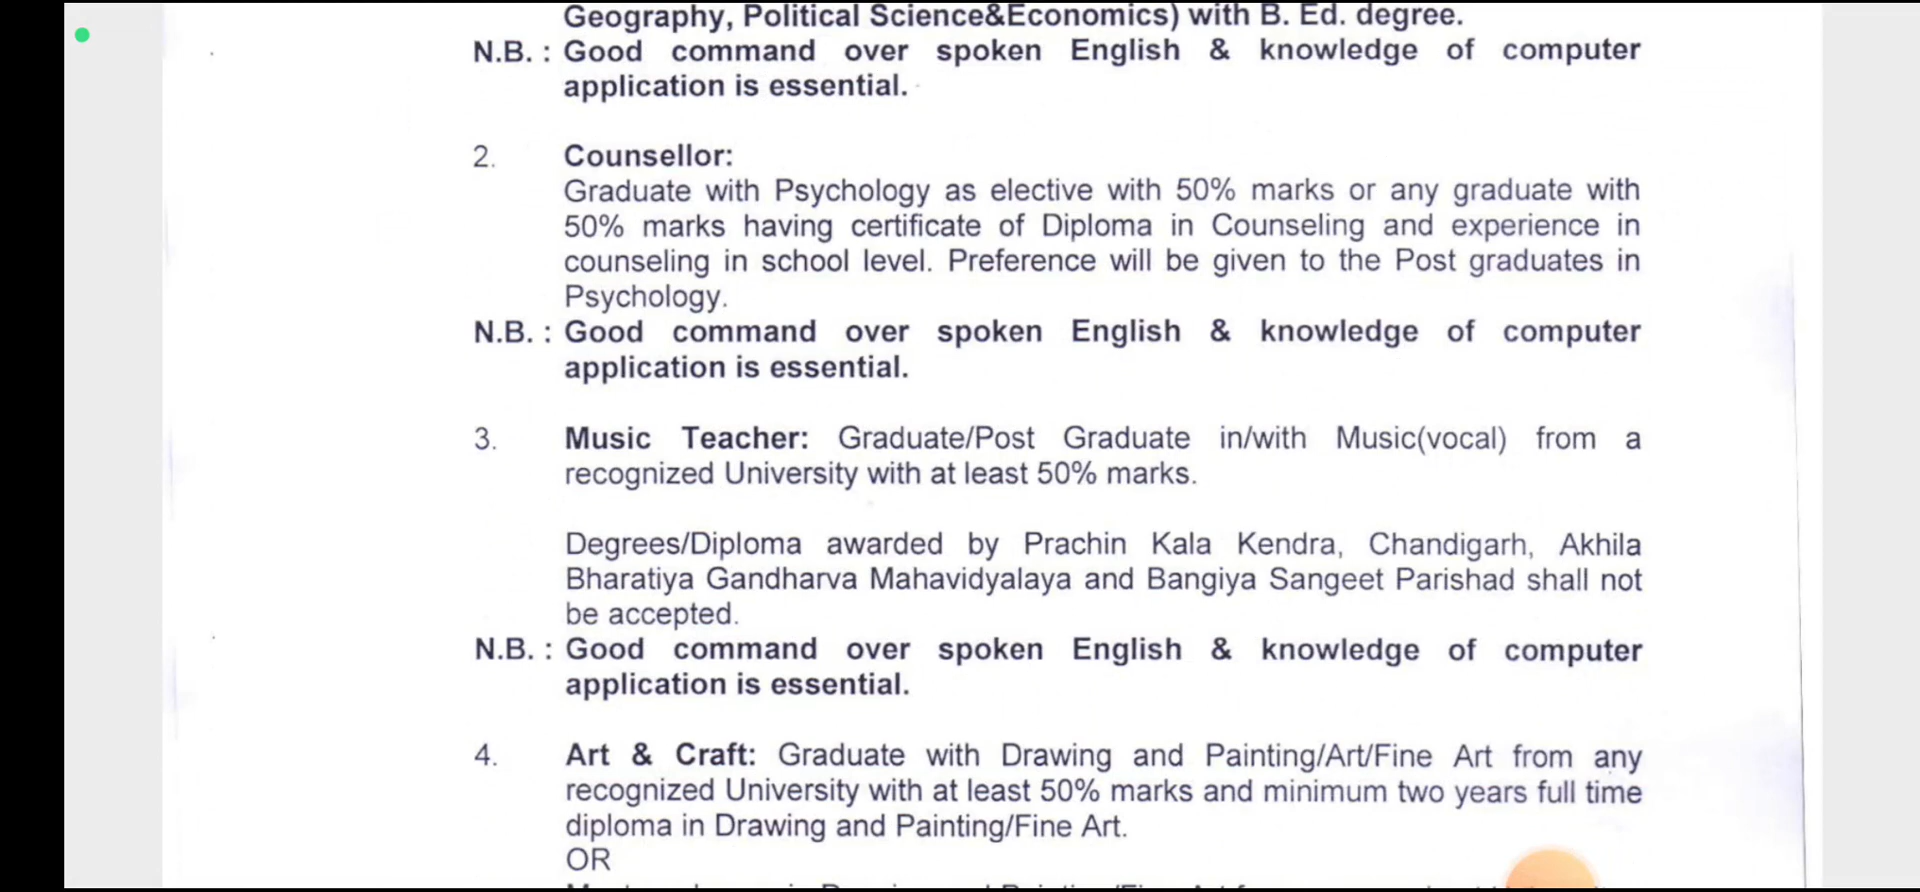 Geography, Political Science&Economics) with B. Ed. degree.
N.B. : Good command over spoken English & knowledge of computer
application is essential.
2. Counsellor:
Graduate with Psychology as elective with 50% marks or any graduate with
50% marks having certificate of Diploma in Counseling and experience in
counseling in school level. Preference will be given to the Post graduates in
Psychology.
N.B. : Good command over spoken English & knowledge of computer
application is essential.
3. Music Teacher: Graduate/Post Graduate in/with Music(vocal) from a
recognized University with at least 50% marks.
Degrees/Diploma awarded by Prachin Kala Kendra, Chandigarh, Akhila
Bharatiya Gandharva Mahavidyalaya and Bangiya Sangeet Parishad shall not
be accepted.
N.B. : Good command over spoken English & knowledge of computer
application is essential.
4. Art & Craft: Graduate with Drawing and Painting/Art/Fine Art from any
recognized University with at least 50% marks and minimum two years full time
diploma in Drawing and Painting/Fine Art.
OR